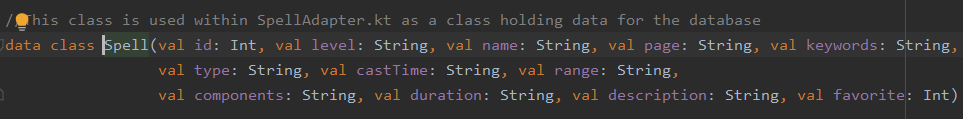 //This class is used within SpellAdapter.kt as a class holding data for the database
data class Spell(val id: Int, val level: String, val name: String, val page: String, val keywords: String,
val type: String, val castTime: String, val range: String,
val components: String, val duration: String, val description: String, val favorite: Int)